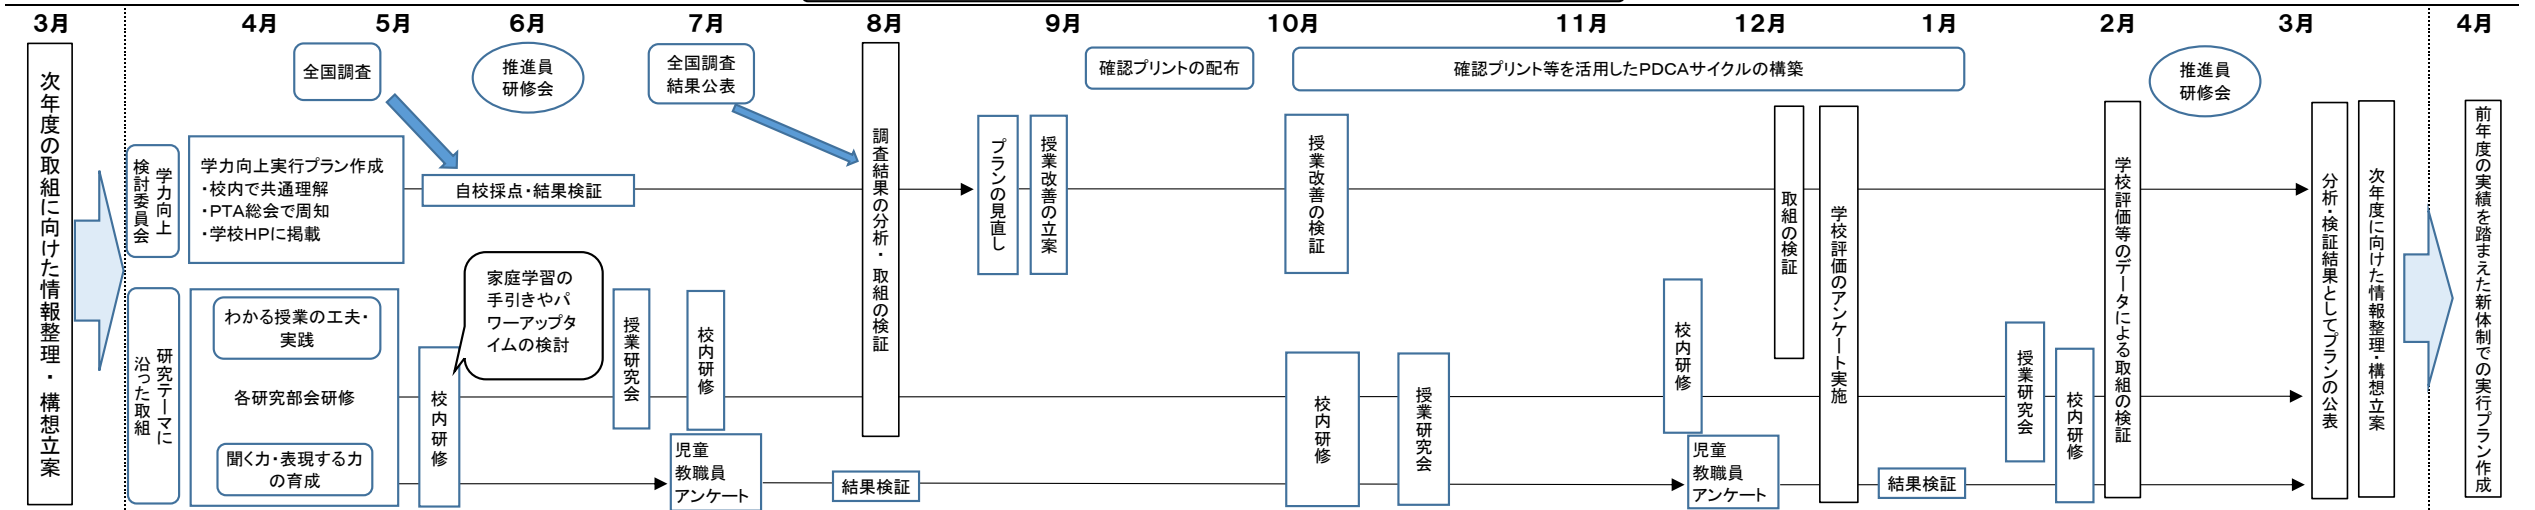 3月
4月
5月
6月
7月
8月
9月
10月
11月
12月
1月
2月
3月
4月
全国調査
推進員
研修会
全国調査
結果公表
確認プリントの配布
確認プリント等を活用したPDCAサイクルの構築
推進員
研修会
次年度の取組に向けた情報整理・構想立案
学力向上
検討委員会
学力向上実行プラン作成
・校内で共通理解
・PTA総会で周知
・学校HPに掲載
自校採点・結果検証
調査結果の分析・取組の検証
プランの見直し
授業改善の立案
授業改善の検証
取組の検証
学校評価のアンケート実施
学校評価等のデータによる取組の検証
分析・検証結果としてプランの公表
次年度に向けた情報整理・構想立案
前年度の実績を踏まえた新体制での実行プラン作成
研究テーマに
沿った取組
わかる授業の工夫・
実践
各研究部会研修
聞く力・表現する力
の育成
校内研修
家庭学習の
手引きやパ
ワーアップタ
イムの検討
授業研究会
校内研修
児童
教職員
アンケート
結果検証
校内研修
授業研究会
校内研修
児童
教職員
アンケート
結果検証
授業研究会
校内研修